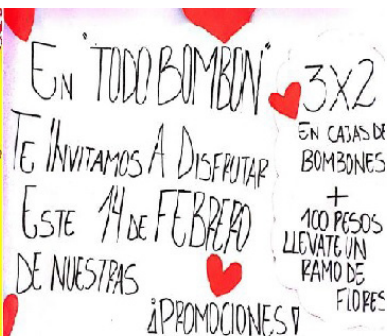 EN "TODO BOMBON"
TE INVITAMOS A DISFRUTAR
ESTE 14 DE FEBRERO
DE NUESTRAS
¡PROMOCIONES!
3X2
EN CAJAS DE
BOMBONES
+
100 PESOS
LLEVATE UN
RAMO DE
FLORES